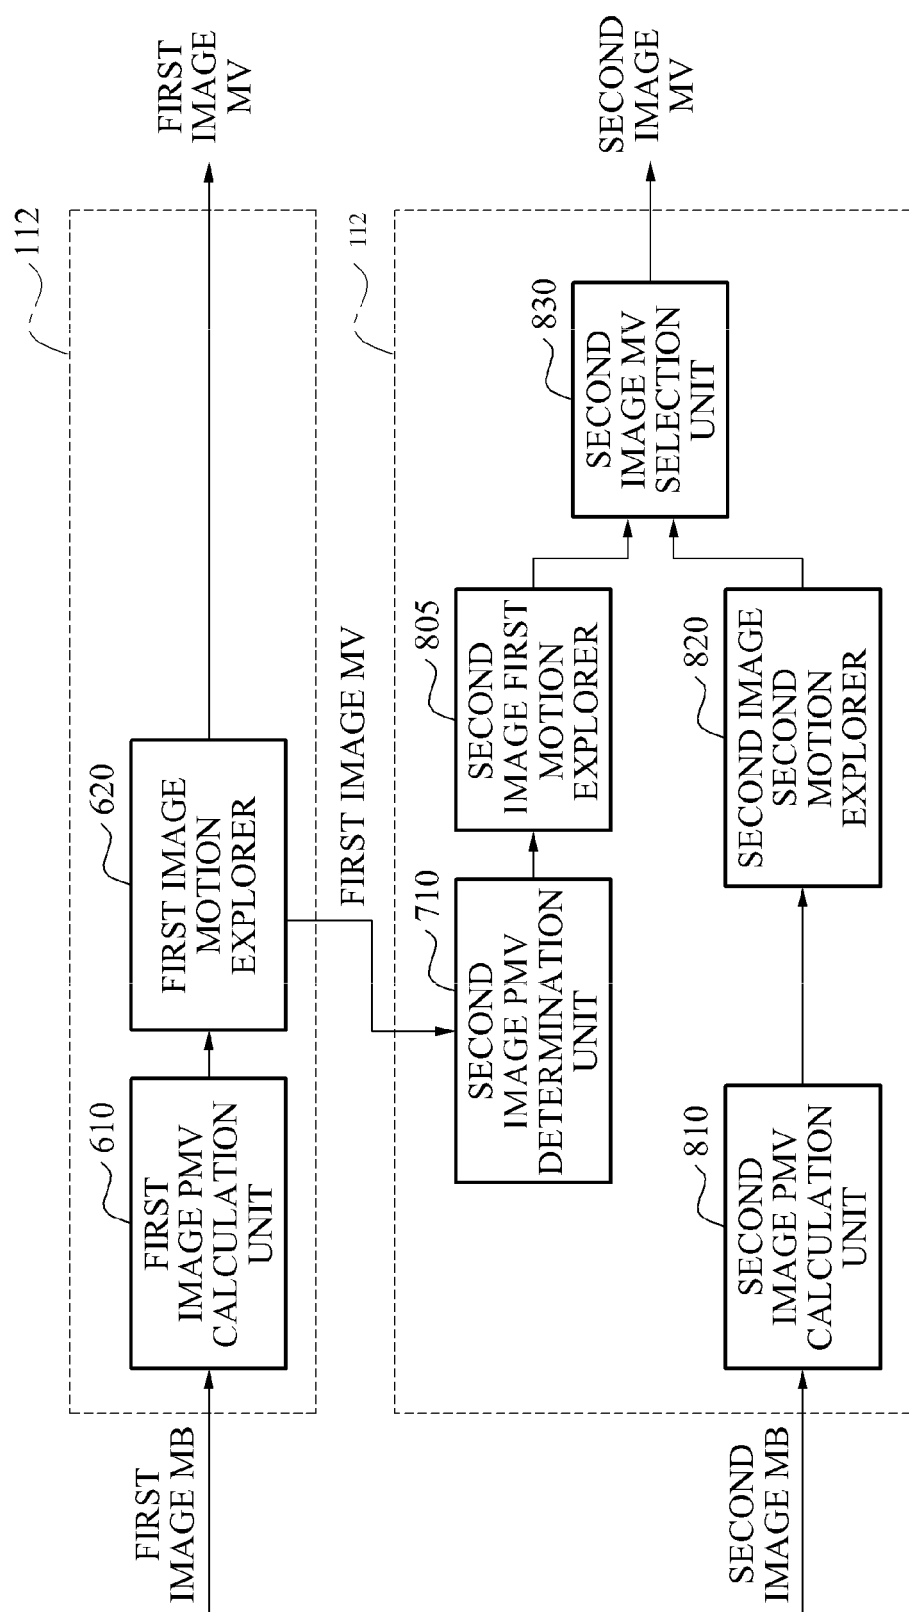 FIRST
IMAGE MB
610
FIRST
IMAGE PMV
CALCULATION
UNIT
620
FIRST IMAGE
MOTION
EXPLORER
112
FIRST
IMAGE
MV
FIRST IMAGE MV
112
710
SECOND
IMAGE PMV
DETERMINATION
UNIT
805
SECOND
IMAGE FIRST
MOTION
EXPLORER
830
SECOND
IMAGE MV
SELECTION
UNIT
SECOND
IMAGE
MV
SECOND
IMAGE MB
810
SECOND
IMAGE PMV
CALCULATION
UNIT
820
SECOND IMAGE
SECOND
MOTION
EXPLORER